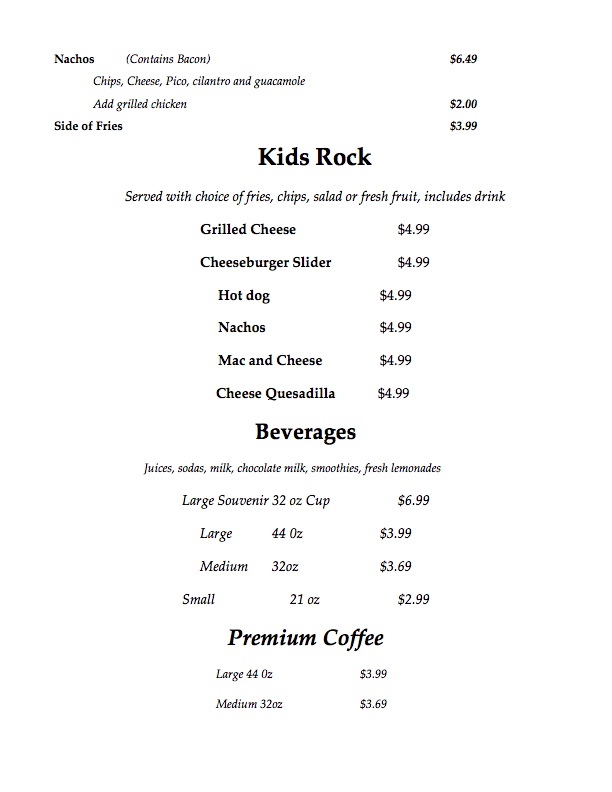 Nachos (Contains Bacon) $6.49
Chips, Cheese, Pico, cilantro and guacamole
Add grilled chicken $2.00
Side of Fries $3.99
Kids Rock
Served with choice of fries, chips, salad or fresh fruit, includes drink
Grilled Cheese $4.99
Cheeseburger Slider $4.99
Hot dog $4.99
Nachos $4.99
Mac and Cheese $4.99
Cheese Quesadilla $4.99
Beverages
Juices, sodas, milk, chocolate milk, smoothies, fresh lemonades
Large Souvenir 32 oz Cup $6.99
Large 44 0z $3.99
Medium 32oz $3.69
Small 21 oz $2.99
Premium Coffee
Large 44 0z $3.99
Medium 32oz $3.69